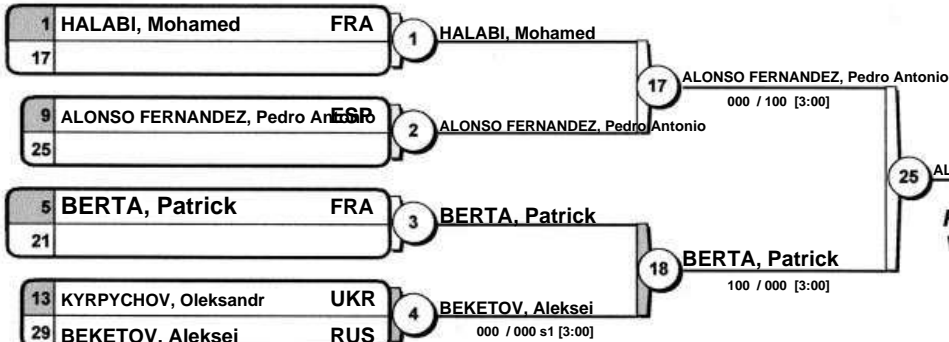 1 HALABI, Mohamed FRA
17
1 HALABI, Mohamed
17 ALONSO FERNANDEZ, Pedro Antonio
000 / 100 [3:00]
9 ALONSO FERNANDEZ, Pedro Antonio ESP
25
2 ALONSO FERNANDEZ, Pedro Antonio
25
5 BERTA, Patrick FRA
21
3 BERTA, Patrick
18 BERTA, Patrick
100 / 000 [3:00]
13 KYRPYCHOV, Oleksandr UKR
29 BEKETOV, Aleksei RUS
4 BEKETOV, Aleksei
000 / 000 s1 [3:00]